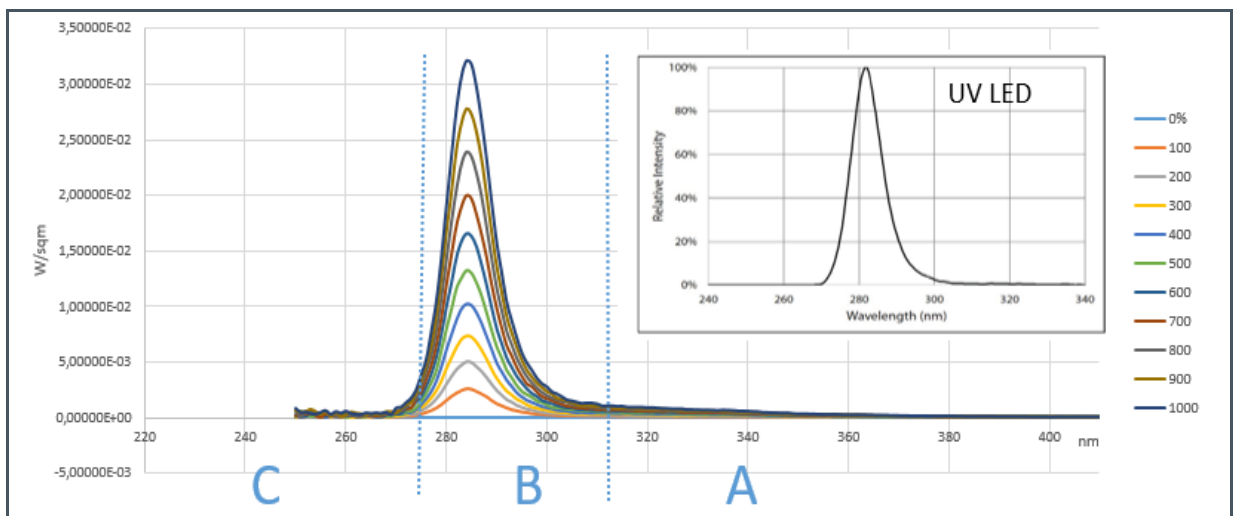 3,50000E-02
3,00000E-02
2,50000E-02
2,00000E-02
1,50000E-02
1,00000E-02
5,00000E-03
0,00000E+00
-5,00000E-03
W/sqm
220 240 260 280 300 320 340 360 380 400 nm
C B A
UV LED
100%
80%
60%
40%
20%
0%
Relative Intensity
240 260 280 300 320 340
Wavelength (nm)
0%
100
200
300
400
500
600
700
800
900
1000